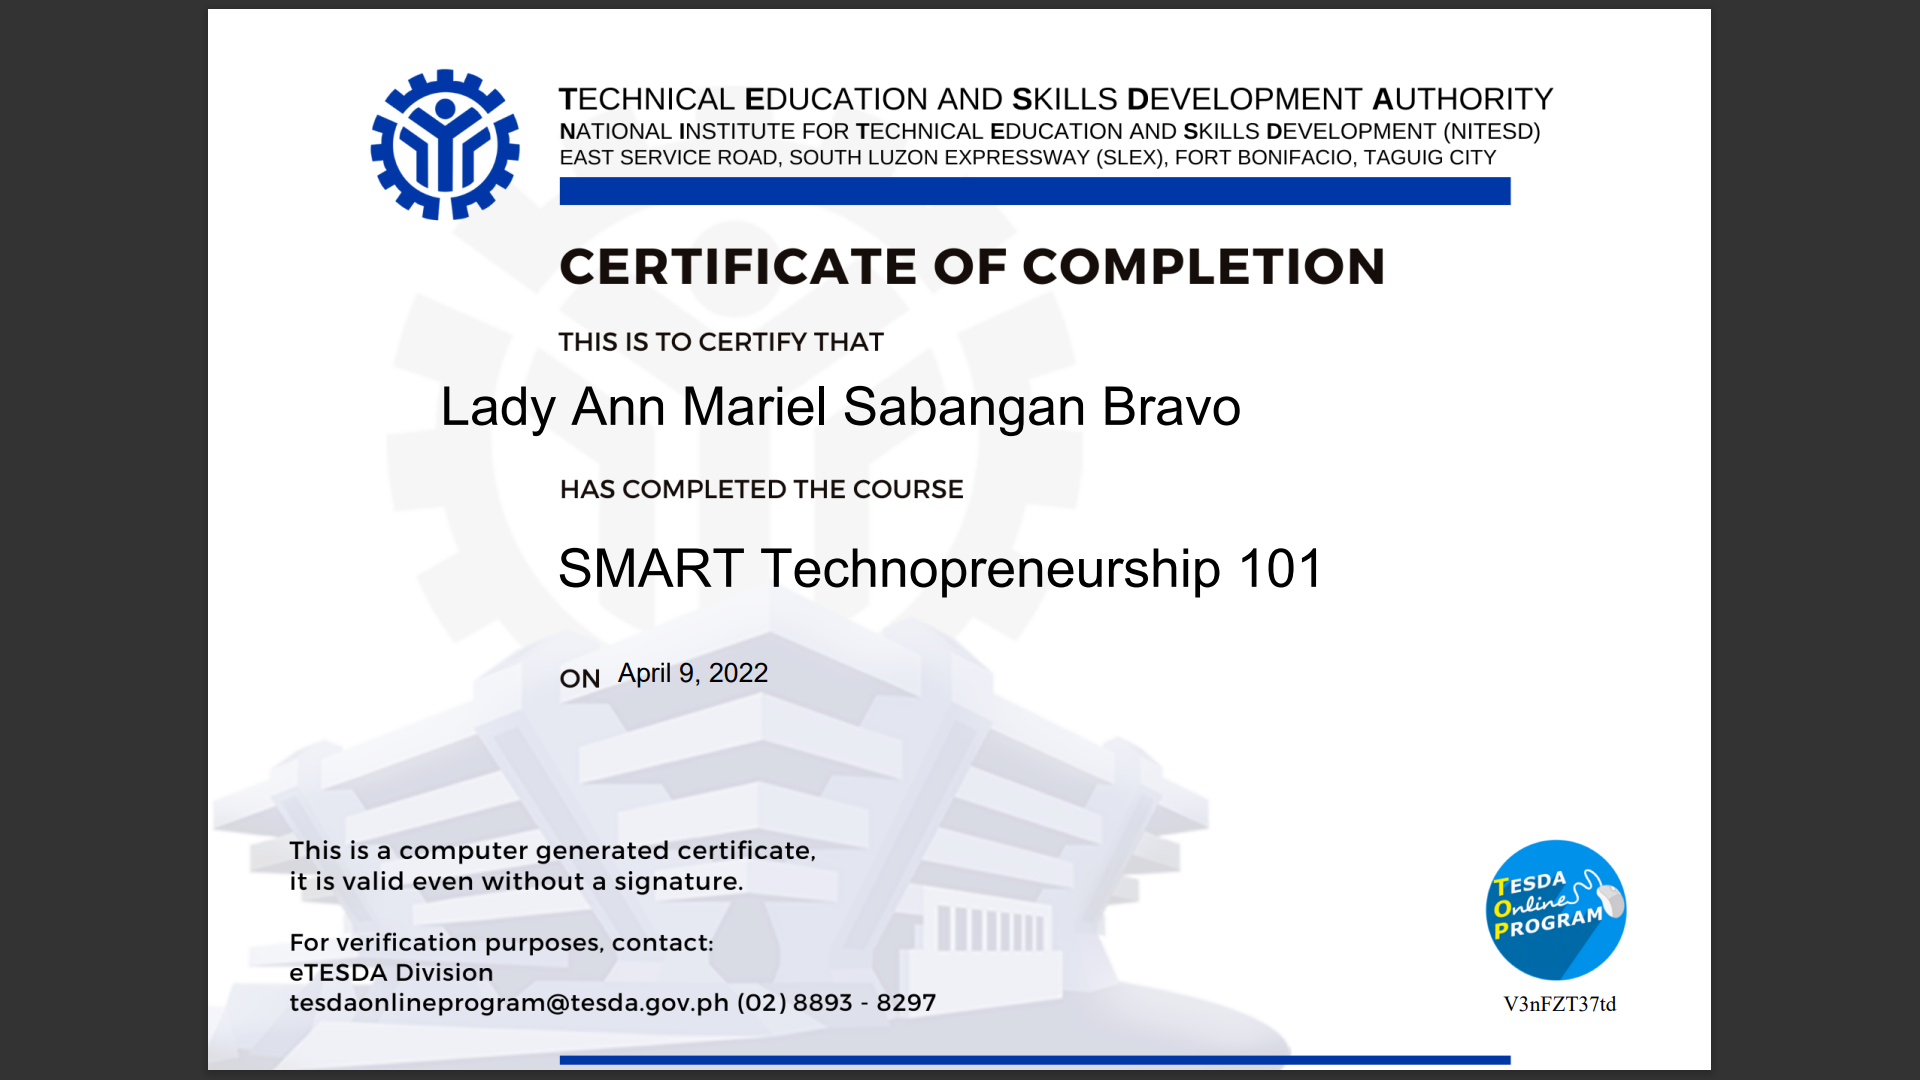 TECHNICAL EDUCATION AND SKILLS DEVELOPMENT AUTHORITY
NATIONAL INSTITUTE FOR TECHNICAL EDUCATION AND SKILLS DEVELOPMENT (NITESD)
EAST SERVICE ROAD, SOUTH LUZON EXPRESSWAY (SLEX), FORT BONIFACIO, TAGUIG CITY
CERTIFICATE OF COMPLETION
THIS IS TO CERTIFY THAT
Lady Ann Mariel Sabangan Bravo
HAS COMPLETED THE COURSE
SMART Technopreneurship 101
ON April 9, 2022
This is a computer generated certificate,
it is valid even without a signature.
For verification purposes, contact:
eTESDA Division
tesdaonlineprogram@tesda.gov.ph (02) 8893 - 8297
TESDA
Online
PROGRAM
V3nFZT37td